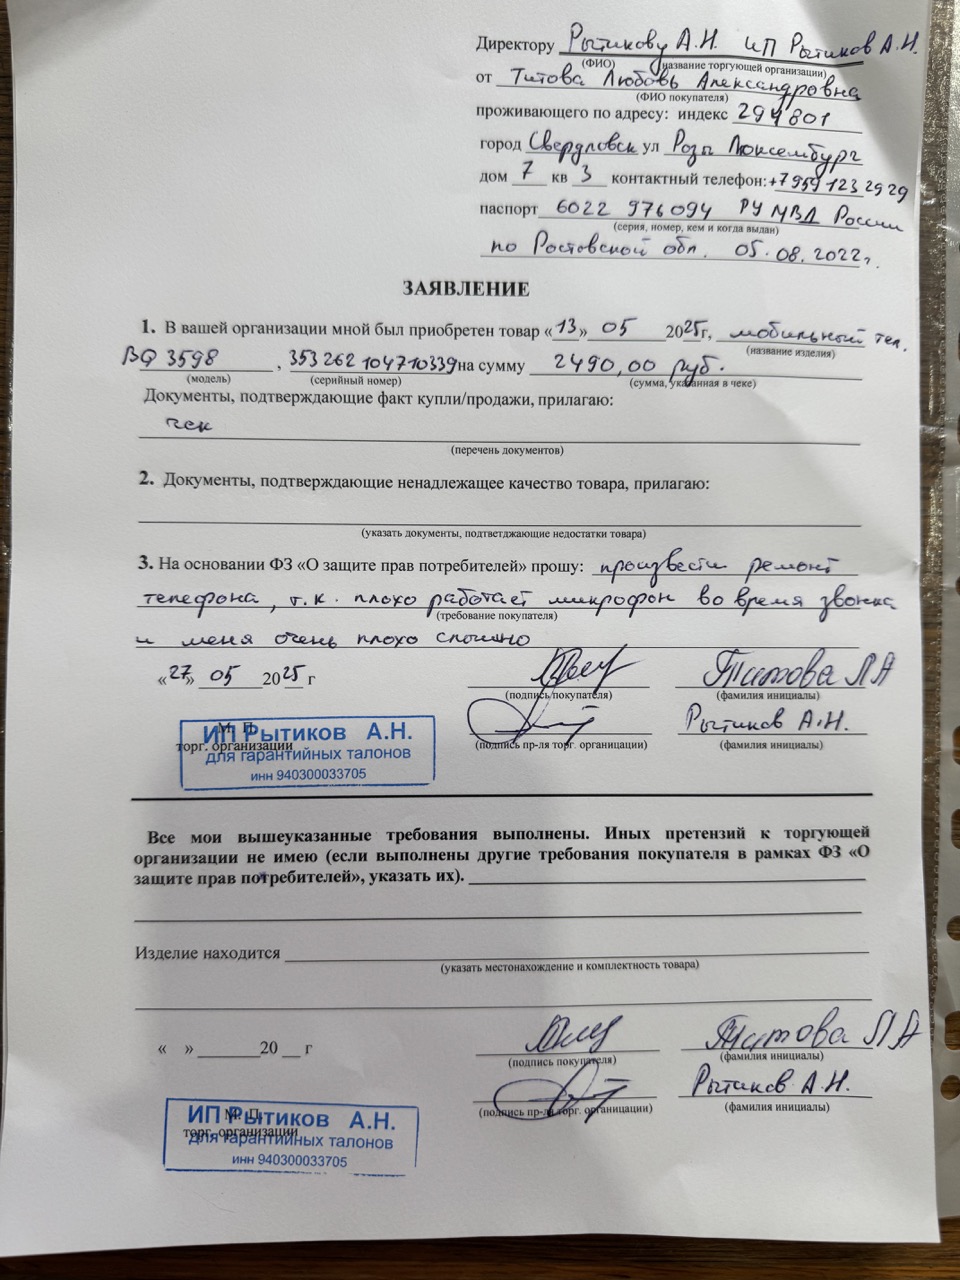 Директору Рытикову А.Н. ИП Рытиков А.Н.
(ФИО) (название торгующей организации)
от Титова Любовь Александровна
(ФИО покупателя)
проживающего по адресу: индекс 294801
город Свердловск ул Розы Люксембург
дом 7 кв 3 контактный телефон: +7 959 123 29 29
паспорт 6022 976094 РУ МВД России
(серия, номер, кем и когда выдан)
по Ростовской обл. 05.08.2022г.
ЗАЯВЛЕНИЕ
1. В вашей организации мной был приобретен товар «13» 05 2025г, мобильный тел.
(название изделия)
BQ 3598, 353262104710339 на сумму 2490,00 руб.
(модель) (серийный номер) (сумма, указанная в чеке)
Документы, подтверждающие факт купли/продажи, прилагаю:
чек
(перечень документов)
2. Документы, подтверждающие ненадлежащее качество товара, прилагаю:
(указать документы, подтветджающие недостатки товара)
3. На основании ФЗ «О защите прав потребителей» прошу: произвести ремонт
телефона, т.к. плохо работает микрофон во время звонка
(требование покупателя)
и меня очень плохо слышно
«27» 05 2025 г Титова ЛА
(подпись покупателя) (фамилия инициалы)
Рытиков А.Н.
М. П.
торг. организации (подпись пр-ля торг. органицации) (фамилия инициалы)
ИП Рытиков А.Н.
для гарантийных талонов
инн 940300033705
Все мои вышеуказанные требования выполнены. Иных претензий к торгующей
организации не имею (если выполнены другие требования покупателя в рамках ФЗ «О
защите прав потребителей», указать их).
Изделие находится
(указать местонахождение и комплектность товара)
« » 20 г Титова ЛА
(подпись покупателя) (фамилия инициалы)
Рытиков А.Н.
М. П.
торг. организации (подпись пр-ля торг. органицации) (фамилия инициалы)
ИП Рытиков А.Н.
для гарантийных талонов
инн 940300033705